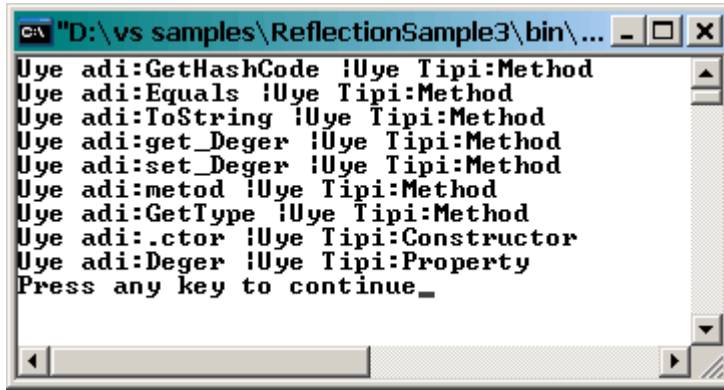 "D:\vs samples\ReflectionSample3\bin\...
Uye adi:GetHashCode ¦Uye Tipi:Method
Uye adi:Equals ¦Uye Tipi:Method
Uye adi:ToString ¦Uye Tipi:Method
Uye adi:get_Deger ¦Uye Tipi:Method
Uye adi:set_Deger ¦Uye Tipi:Method
Uye adi:metod ¦Uye Tipi:Method
Uye adi:GetType ¦Uye Tipi:Method
Uye adi:.ctor ¦Uye Tipi:Constructor
Uye adi:Deger ¦Uye Tipi:Property
Press any key to continue_